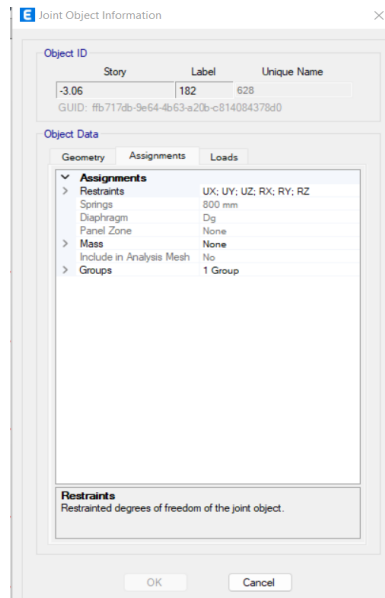 E Joint Object Information
Object ID
Story Label Unique Name
-3.06 182 628
GUID: ffb717db-9e64-4b63-a20b-c814084378d0
Object Data
Geometry Assignments Loads
Assignments
Restraints UX; UY; UZ; RX; RY; RZ
Springs 800 mm
Diaphragm Dg
Panel Zone None
Mass None
Include in Analysis Mesh No
Groups 1 Group
Restraints
Restrainted degrees of freedom of the joint object.
OK Cancel